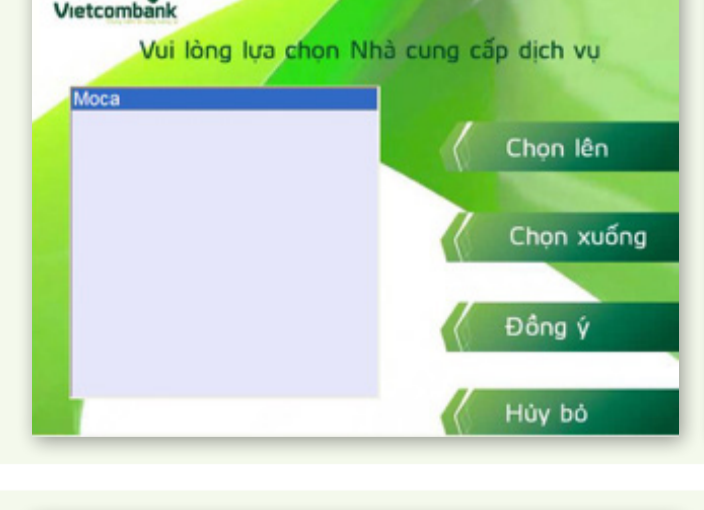 Vietcombank
Vui lòng lựa chọn Nhà cung cấp dịch vụ
Moca
Chọn lên
Chọn xuống
Đồng ý
Hủy bỏ